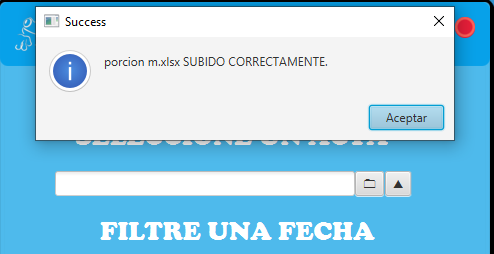 Success
porcion m.xlsx SUBIDO CORRECTAMENTE.
Aceptar
FILTRE UNA FECHA